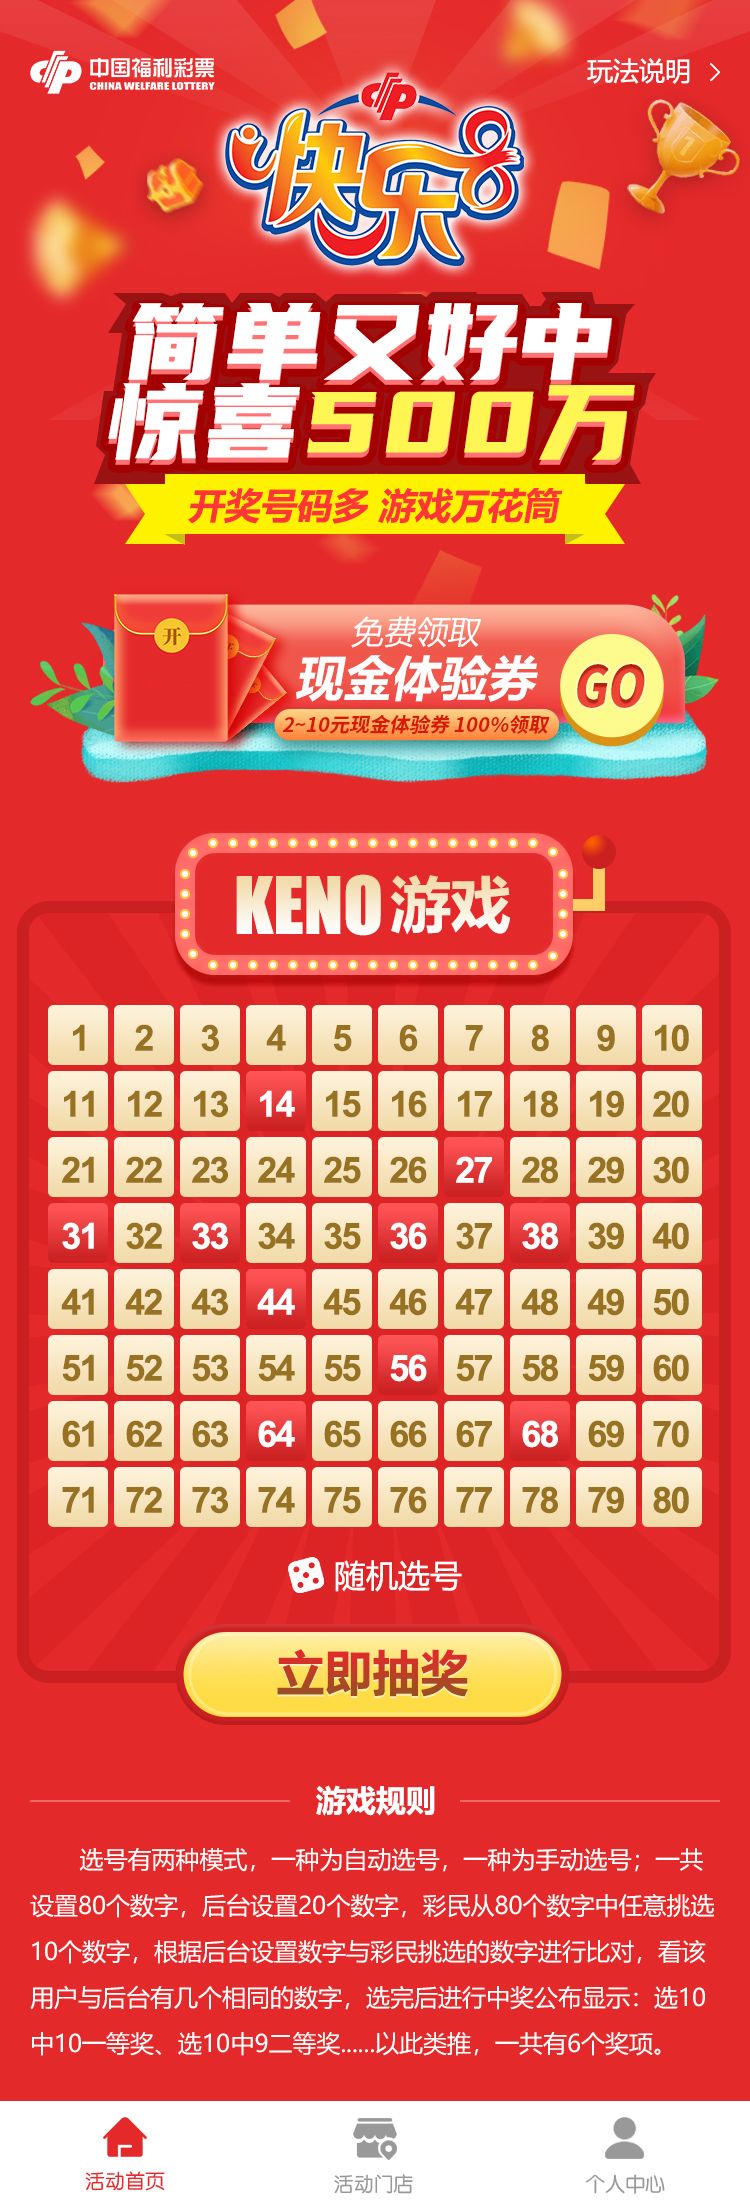 中国福利彩票
CHINA WELFARE LOTTERY
玩法说明
快乐8
简单又好中
惊喜500万
开奖号码多 游戏万花筒
开
免费领取
现金体验券
2~10元现金体验券 100%领取
GO
KENO游戏
1 2 3 4 5 6 7 8 9 10
11 12 13 14 15 16 17 18 19 20
21 22 23 24 25 26 27 28 29 30
31 32 33 34 35 36 37 38 39 40
41 42 43 44 45 46 47 48 49 50
51 52 53 54 55 56 57 58 59 60
61 62 63 64 65 66 67 68 69 70
71 72 73 74 75 76 77 78 79 80
随机选号
立即抽奖
游戏规则
选号有两种模式，一种为自动选号，一种为手动选号；一共
设置80个数字，后台设置20个数字，彩民从80个数字中任意挑选
10个数字，根据后台设置数字与彩民挑选的数字进行比对，看该
用户与后台有几个相同的数字，选完后进行中奖公布显示：选10
中10一等奖、选10中9二等奖......以此类推，一共有6个奖项。
活动首页
活动门店
个人中心